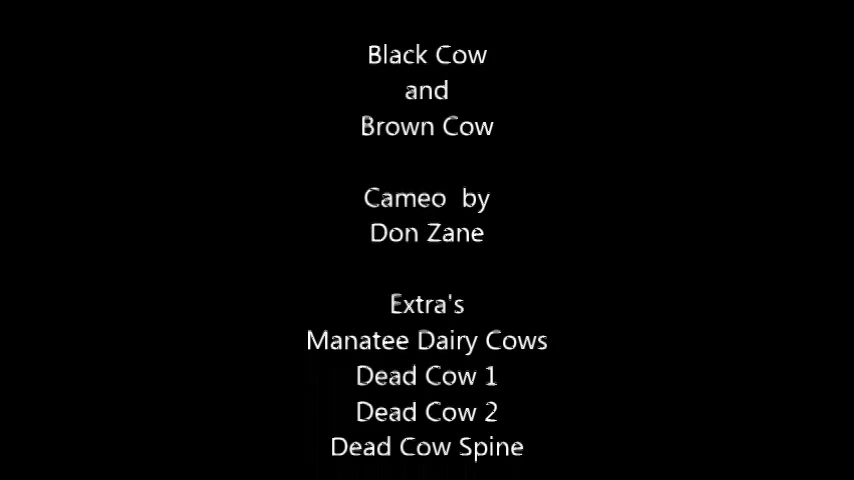 Black Cow
and
Brown Cow
Cameo by
Don Zane
Extra's
Manatee Dairy Cows
Dead Cow 1
Dead Cow 2
Dead Cow Spine